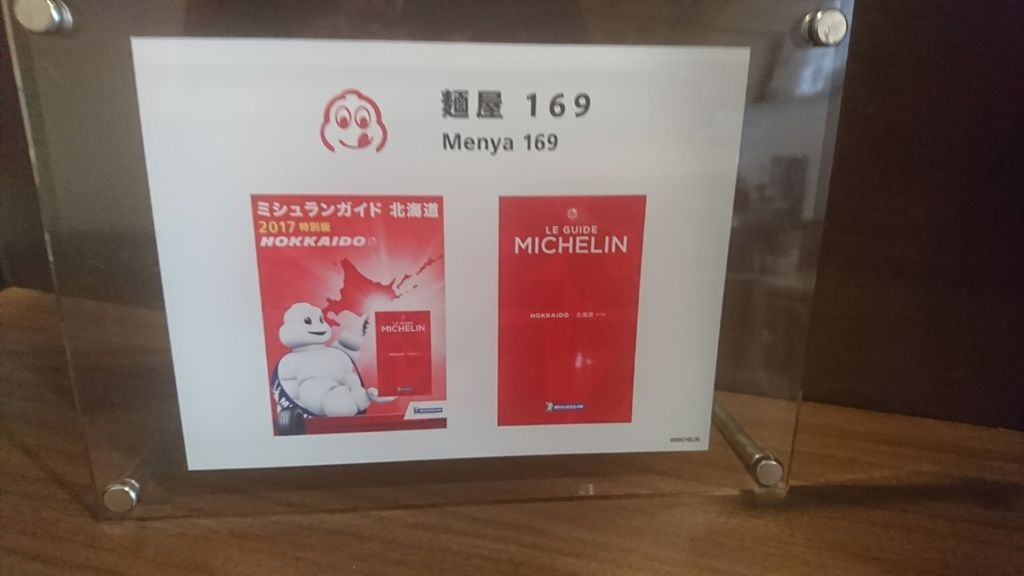 麺屋 169
Menya 169
ミシュランガイド 北海道
2017 特別版
HOKKAIDO
LE GUIDE
MICHELIN
LE GUIDE
MICHELIN
HOKKAIDO 北海道
MICHELIN
©MICHELIN